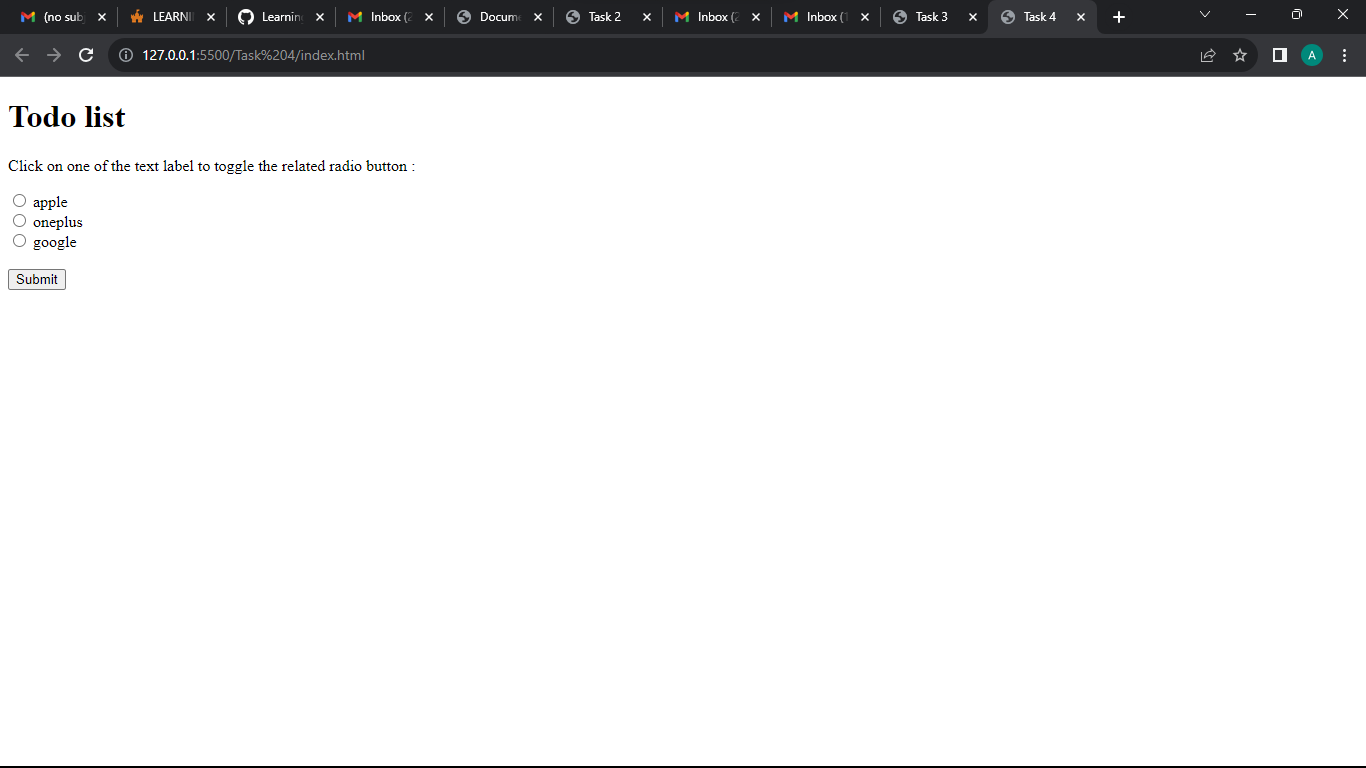 (no sub
LEARNI
Learnin
Inbox (2
Docume
Task 2
Inbox (2
Inbox (1
Task 3
Task 4
127.0.0.1:5500/Task%204/index.html
A
Todo list
Click on one of the text label to toggle the related radio button :
apple
oneplus
google
Submit